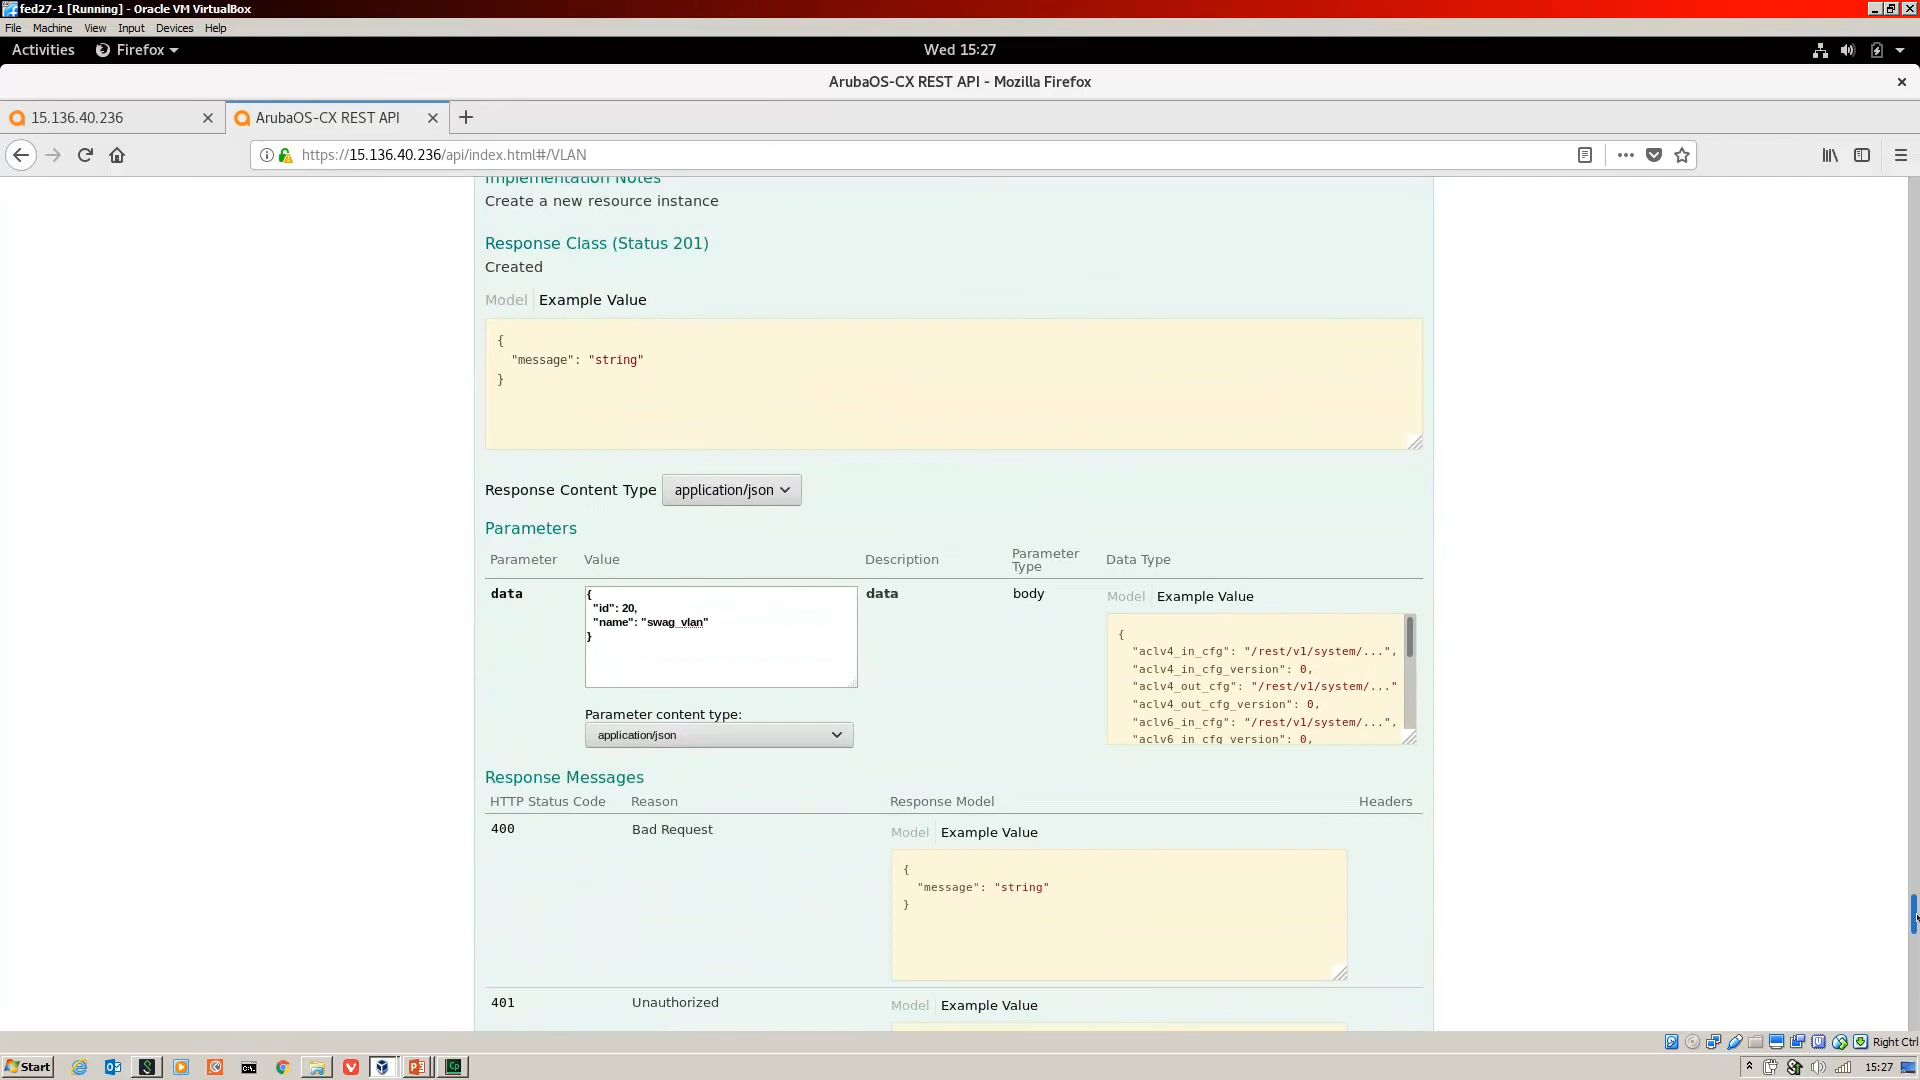 fed27-1 [Running] - Oracle VM VirtualBox
File Machine View Input Devices Help
Activities Firefox Wed 15:27
ArubaOS-CX REST API - Mozilla Firefox
15.136.40.236 ArubaOS-CX REST API
https://15.136.40.236/api/index.html#/VLAN
Implementation Notes
Create a new resource instance
Response Class (Status 201)
Created
Model Example Value
{
"message": "string"
}
Response Content Type application/json
Parameters
Parameter Value Description Parameter Type Data Type
data
{
"id": 20,
"name": "swag_vlan"
}
data body Model Example Value
{
"aclv4_in_cfg": "/rest/v1/system/...",
"aclv4_in_cfg_version": 0,
"aclv4_out_cfg": "/rest/v1/system/..."
"aclv4_out_cfg_version": 0,
"aclv6_in_cfg": "/rest/v1/system/...",
"aclv6_in_cfg_version": 0,
Parameter content type:
application/json
Response Messages
HTTP Status Code Reason Response Model Headers
400 Bad Request Model Example Value
{
"message": "string"
}
401 Unauthorized Model Example Value
Right Ctrl
Start 15:27